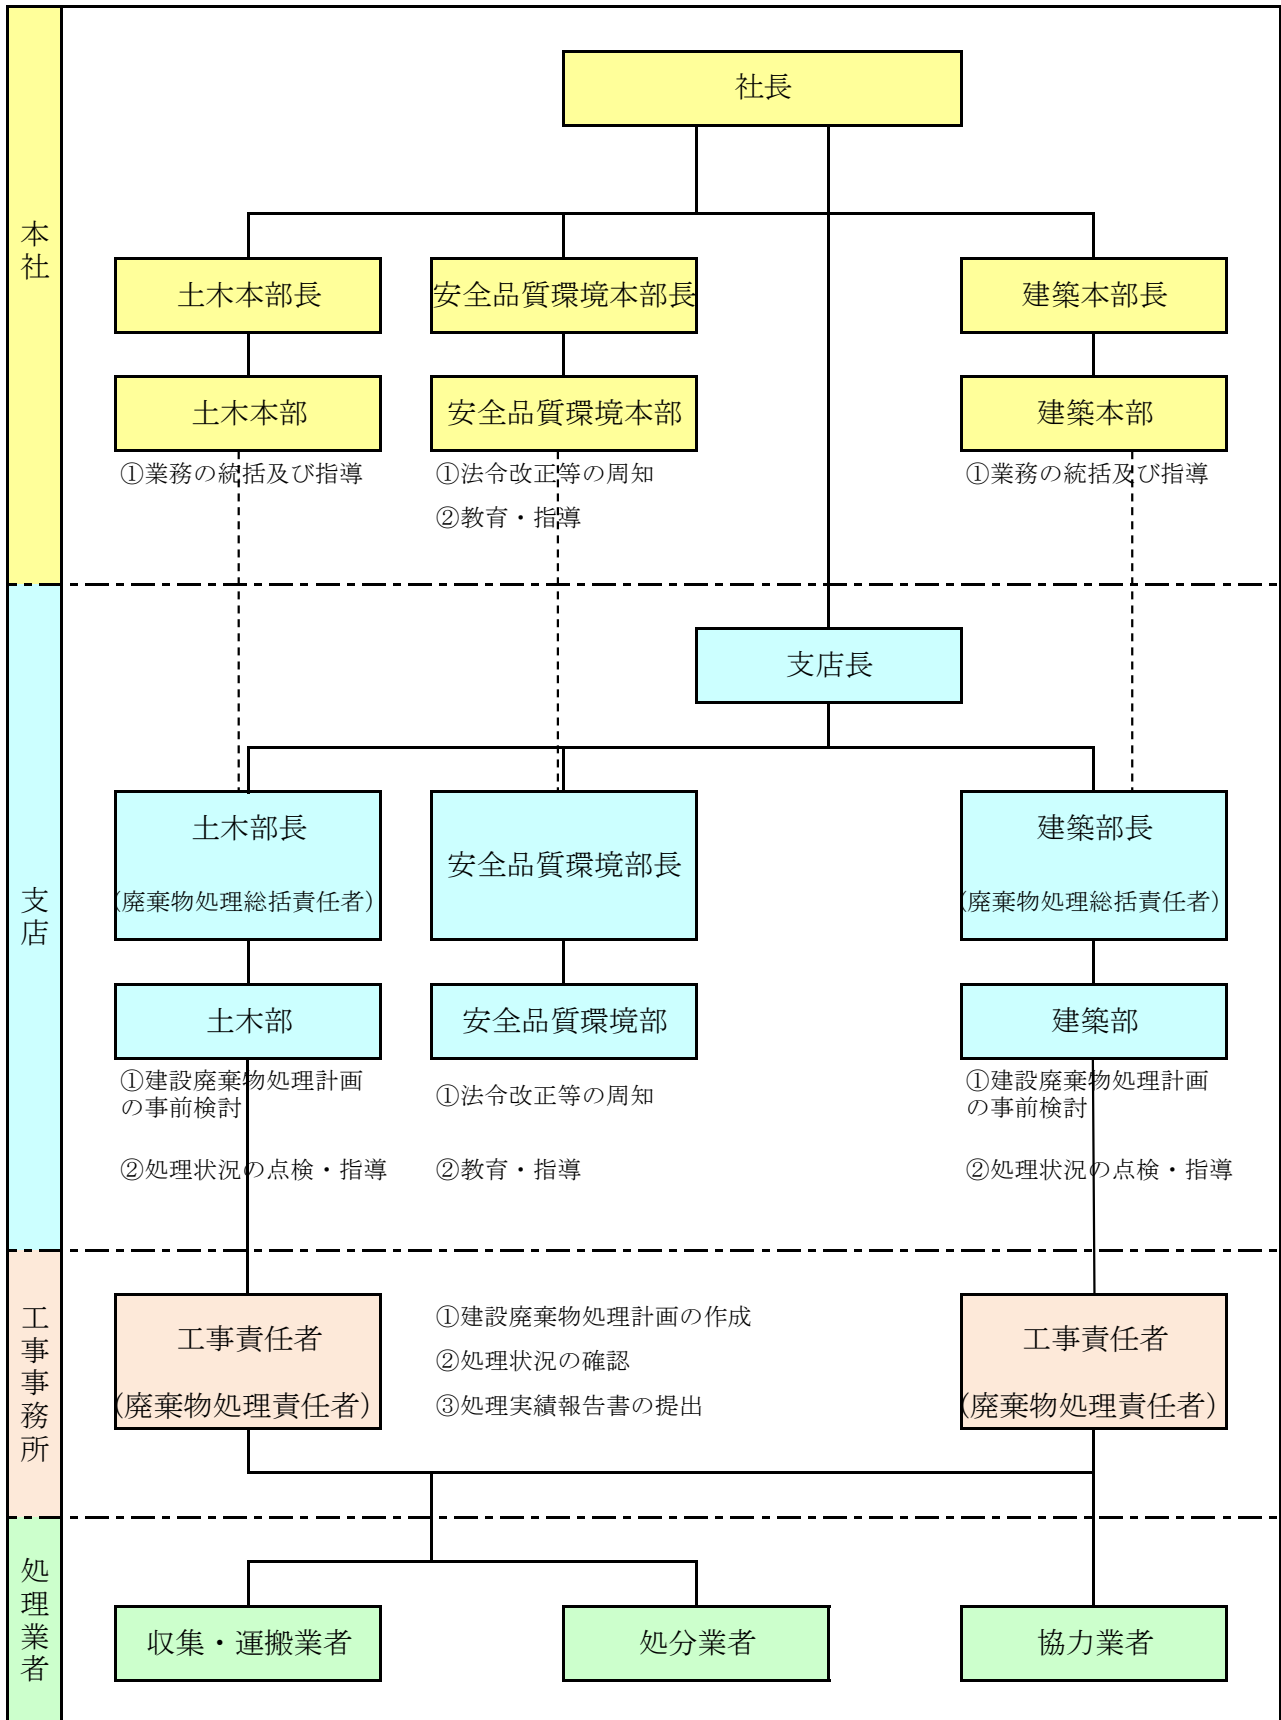 本社
社長
土木本部長
安全品質環境本部長
建築本部長
土木本部
安全品質環境本部
建築本部
①業務の統括及び指導
①法令改正等の周知
②教育・指導
①業務の統括及び指導
支店
支店長
土木部長
(廃棄物処理総括責任者)
安全品質環境部長
建築部長
(廃棄物処理総括責任者)
土木部
安全品質環境部
建築部
①建設廃棄物処理計画
の事前検討
②処理状況の点検・指導
①法令改正等の周知
②教育・指導
①建設廃棄物処理計画
の事前検討
②処理状況の点検・指導
工事事務所
工事責任者
(廃棄物処理責任者)
①建設廃棄物処理計画の作成
②処理状況の確認
③処理実績報告書の提出
工事責任者
(廃棄物処理責任者)
処理業者
収集・運搬業者
処分業者
協力業者